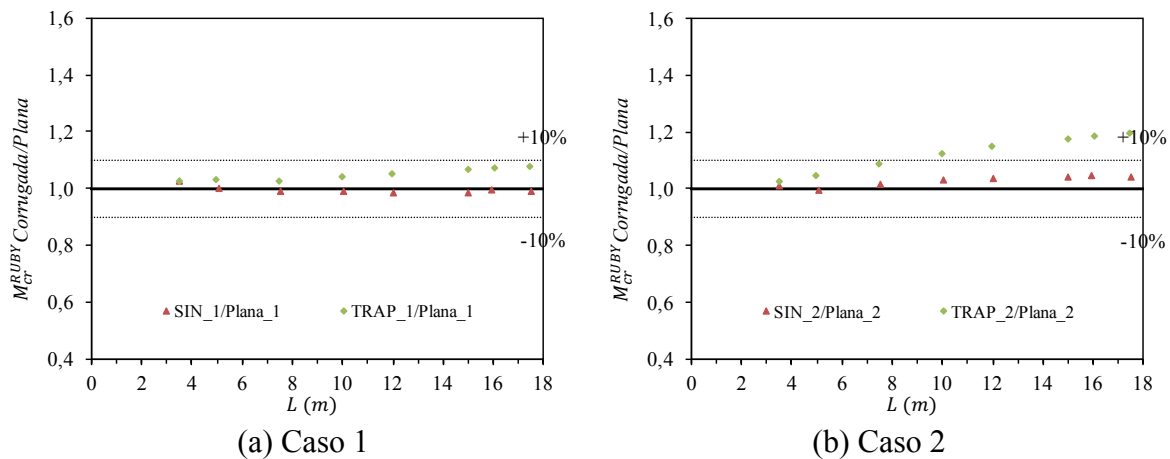 1,6
1,4
1,2
1,0
0,8
0,6
0,4
+10%
-10%
M_cr^RUBY Corrugada/Plana
SIN_1/Plana_1 TRAP_1/Plana_1
0 2 4 6 8 10 12 14 16 18
L (m)
(a) Caso 1
1,6
1,4
1,2
1,0
0,8
0,6
0,4
+10%
-10%
M_cr^RUBY Corrugada/Plana
SIN_2/Plana_2 TRAP_2/Plana_2
0 2 4 6 8 10 12 14 16 18
L (m)
(b) Caso 2